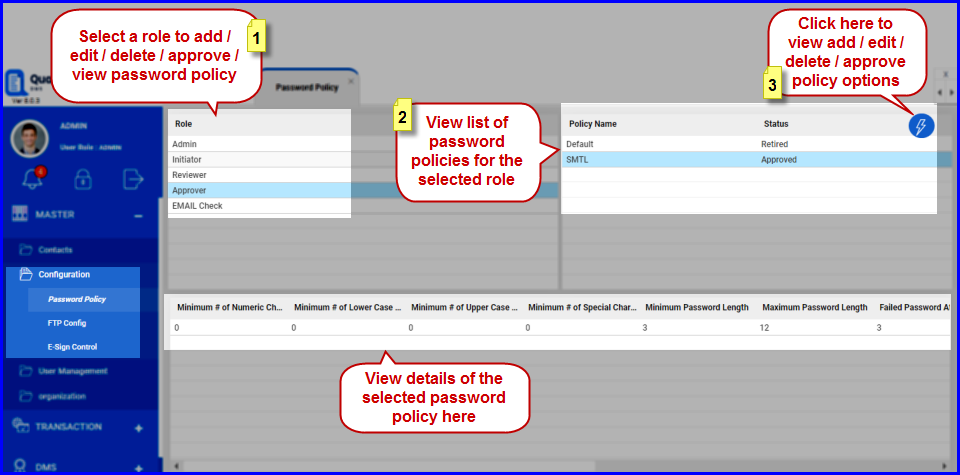 Select a role to add /
edit / delete / approve /
view password policy
1
Click here to
view add / edit /
delete / approve
policy options
3
Ver 8.0.3
Password Policy
ADMIN
User Role : ADMIN
4
Role
Admin
Initiator
Reviewer
Approver
EMAIL Check
2
View list of
password
policies for the
selected role
Policy Name Status
Default Retired
SMTL Approved
MASTER
Contacts
Configuration
Password Policy
FTP Config
E-Sign Control
User Management
organization
TRANSACTION
DMS
Minimum # of Numeric Ch... Minimum # of Lower Case ... Minimum # of Upper Case ... Minimum # of Special Char... Minimum Password Length Maximum Password Length Failed Password At
0 0 0 0 3 12 3
View details of the
selected password
policy here